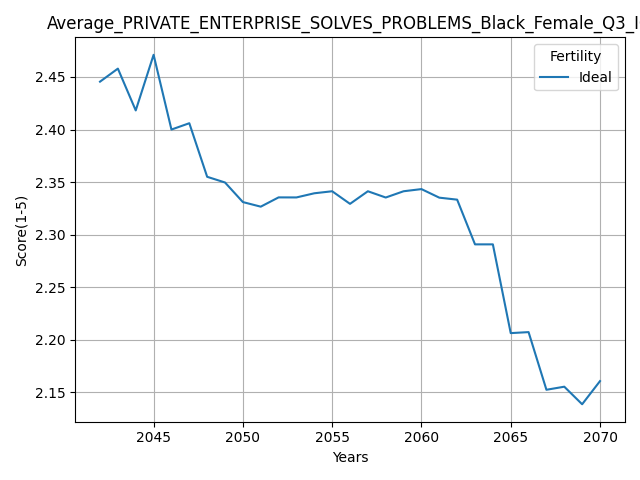 Average_PRIVATE_ENTERPRISE_SOLVES_PROBLEMS_Black_Female_Q3_I
Fertility
Ideal
2.45
2.40
2.35
2.30
2.25
2.20
2.15
Score(1-5)
2045 2050 2055 2060 2065 2070
Years